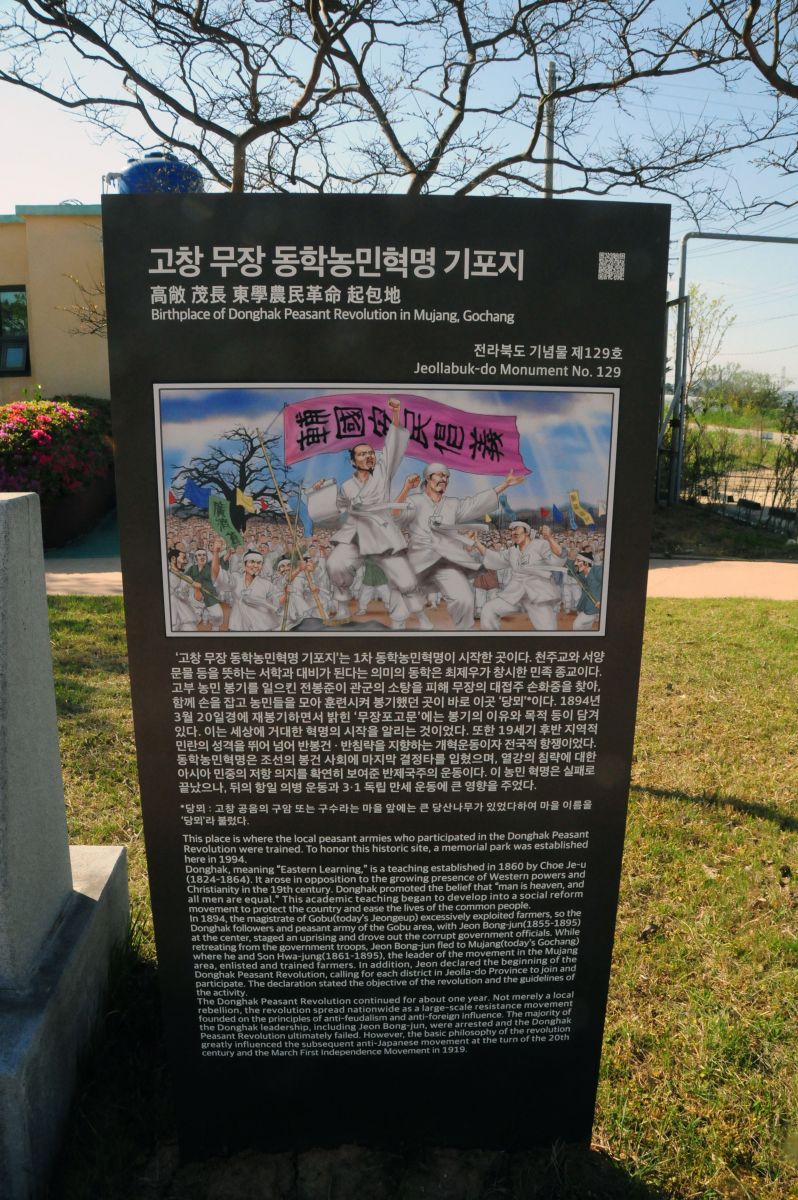 고창 무장 동학농민혁명 기포지
高敞 茂長 東學農民革命 起包地
Birthplace of Donghak Peasant Revolution in Mujang, Gochang
전라북도 기념물 제129호
Jeollabuk-do Monument No. 129
輔國安民倡義
'고창 무장 동학농민혁명 기포지'는 1차 동학농민혁명이 시작한 곳이다. 천주교와 서양
문물 등을 뜻하는 서학과 대비가 된다는 의미의 동학은 최제우가 창시한 민족 종교이다.
고부 농민 봉기를 일으킨 전봉준이 관군의 소탕을 피해 무장의 대접주 손화중을 찾아,
함께 손을 잡고 농민들을 모아 훈련시켜 봉기했던 곳이 바로 이곳 '당뫼'*이다. 1894년
3월 20일경에 재봉기하면서 밝힌 '무장포고문'에는 봉기의 이유와 목적 등이 담겨
있다. 이는 세상에 거대한 혁명의 시작을 알리는 것이었다. 또한 19세기 후반 지역적
민란의 성격을 뛰어 넘어 반봉건 · 반침략을 지향하는 개혁운동이자 전국적 항쟁이었다.
동학농민혁명은 조선의 봉건 사회에 마지막 결정타를 입혔으며, 열강의 침략에 대한
아시아 민중의 저항 의지를 확연히 보여준 반제국주의 운동이다. 이 농민 혁명은 실패로
끝났으나, 뒤의 항일 의병 운동과 3·1 독립 만세 운동에 큰 영향을 주었다.
*당뫼 : 고창 공음의 구암 또는 구수라는 마을 앞에는 큰 당산나무가 있었다하여 마을 이름을
'당뫼'라 불렀다.
This place is where the local peasant armies who participated in the Donghak Peasant
Revolution were trained. To honor this historic site, a memorial park was established
here in 1994.
Donghak, meaning "Eastern Learning," is a teaching established in 1860 by Choe Je-u
(1824-1864). It arose in opposition to the growing presence of Western powers and
Christianity in the 19th century. Donghak promoted the belief that "man is heaven, and
all men are equal." This academic teaching began to develop into a social reform
movement to protect the country and ease the lives of the common people.
In 1894, the magistrate of Gobu(today's Jeongeup) excessively exploited farmers, so the
Donghak followers and peasant army of the Gobu area, with Jeon Bong-jun(1855-1895)
at the center, staged an uprising and drove out the corrupt government officials. While
retreating from the government troops, Jeon Bong-jun fled to Mujang(today's Gochang)
where he and Son Hwa-jung(1861-1895), the leader of the movement in the Mujang
area, enlisted and trained farmers. In addition, Jeon declared the beginning of the
Donghak Peasant Revolution, calling for each district in Jeolla-do Province to join and
participate. The declaration stated the objective of the revolution and the guidelines of
the activity.
The Donghak Peasant Revolution continued for about one year. Not merely a local
rebellion, the revolution spread nationwide as a large-scale resistance movement
founded on the principles of anti-feudalism and anti-foreign influence. The majority of
the Donghak leadership, including Jeon Bong-jun, were arrested and the Donghak
Peasant Revolution ultimately failed. However, the basic philosophy of the revolution
greatly influenced the subsequent anti-Japanese movement at the turn of the 20th
century and the March First Independence Movement in 1919.